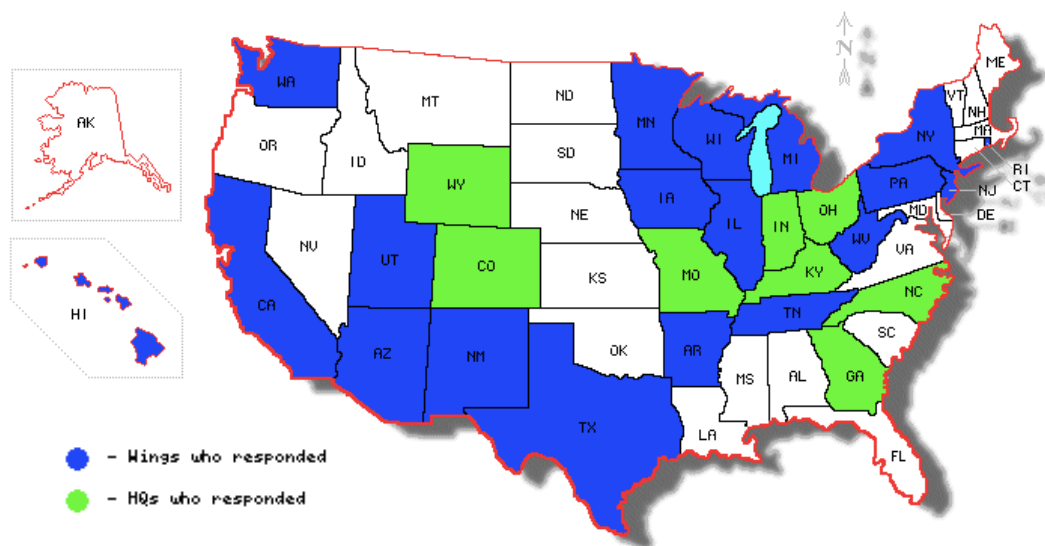 N
WA
MT
ND
MN
ME
VT
NH
AK
OR
ID
SD
WI
MI
NY
MA
WY
IA
PA
RI
CT
NJ
NE
IL
IN
OH
MD
DE
NV
UT
CO
KS
MO
WV
VA
KY
HI
CA
NC
TN
AZ
NM
OK
AR
SC
MS
AL
GA
TX
LA
FL
- Wings who responded
- HQs who responded